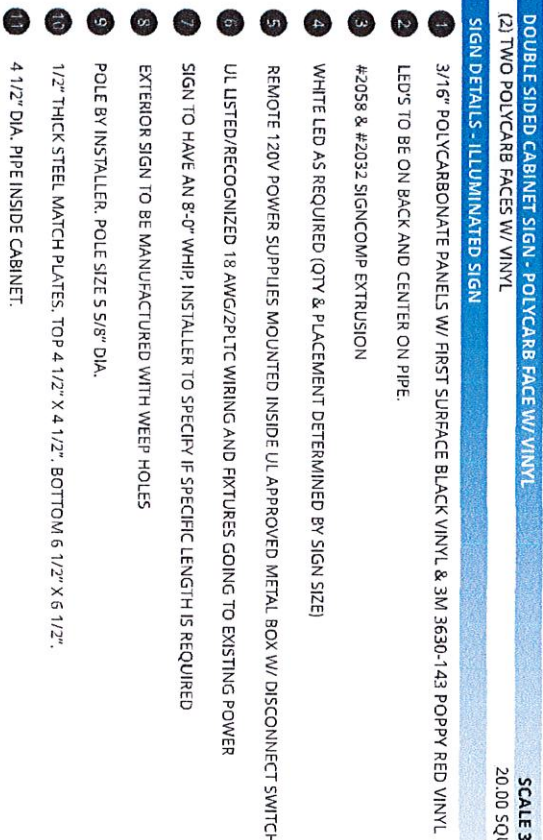 DOUBLE SIDED CABINET SIGN - POLYCARB FACE W/ VINYL SCALE 3
(2) TWO POLYCARB FACES W/ VINYL 20.00 SQU
SIGN DETAILS - ILLUMINATED SIGN
1 3/16" POLYCARBONATE PANELS W/ FIRST SURFACE BLACK VINYL & 3M 3630-143 POPPY RED VINYL
2 LED'S TO BE ON BACK AND CENTER ON PIPE.
3 #2058 & #2032 SIGNCOMP EXTRUSION
4 WHITE LED AS REQUIRED (QTY & PLACEMENT DETERMINED BY SIGN SIZE)
5 REMOTE 120V POWER SUPPLIES MOUNTED INSIDE UL APPROVED METAL BOX W/ DISCONNECT SWITCH
6 UL LISTED/RECOGNIZED 18 AWG/2PLTC WIRING AND FIXTURES GOING TO EXISTING POWER
7 SIGN TO HAVE AN 8'-0" WHIP, INSTALLER TO SPECIFY IF SPECIFIC LENGTH IS REQUIRED
8 EXTERIOR SIGN TO BE MANUFACTURED WITH WEEP HOLES
9 POLE BY INSTALLER. POLE SIZE 5 5/8" DIA.
10 1/2" THICK STEEL MATCH PLATES. TOP 4 1/2" X 4 1/2". BOTTOM 6 1/2" X 6 1/2".
11 4 1/2" DIA. PIPE INSIDE CABINET.